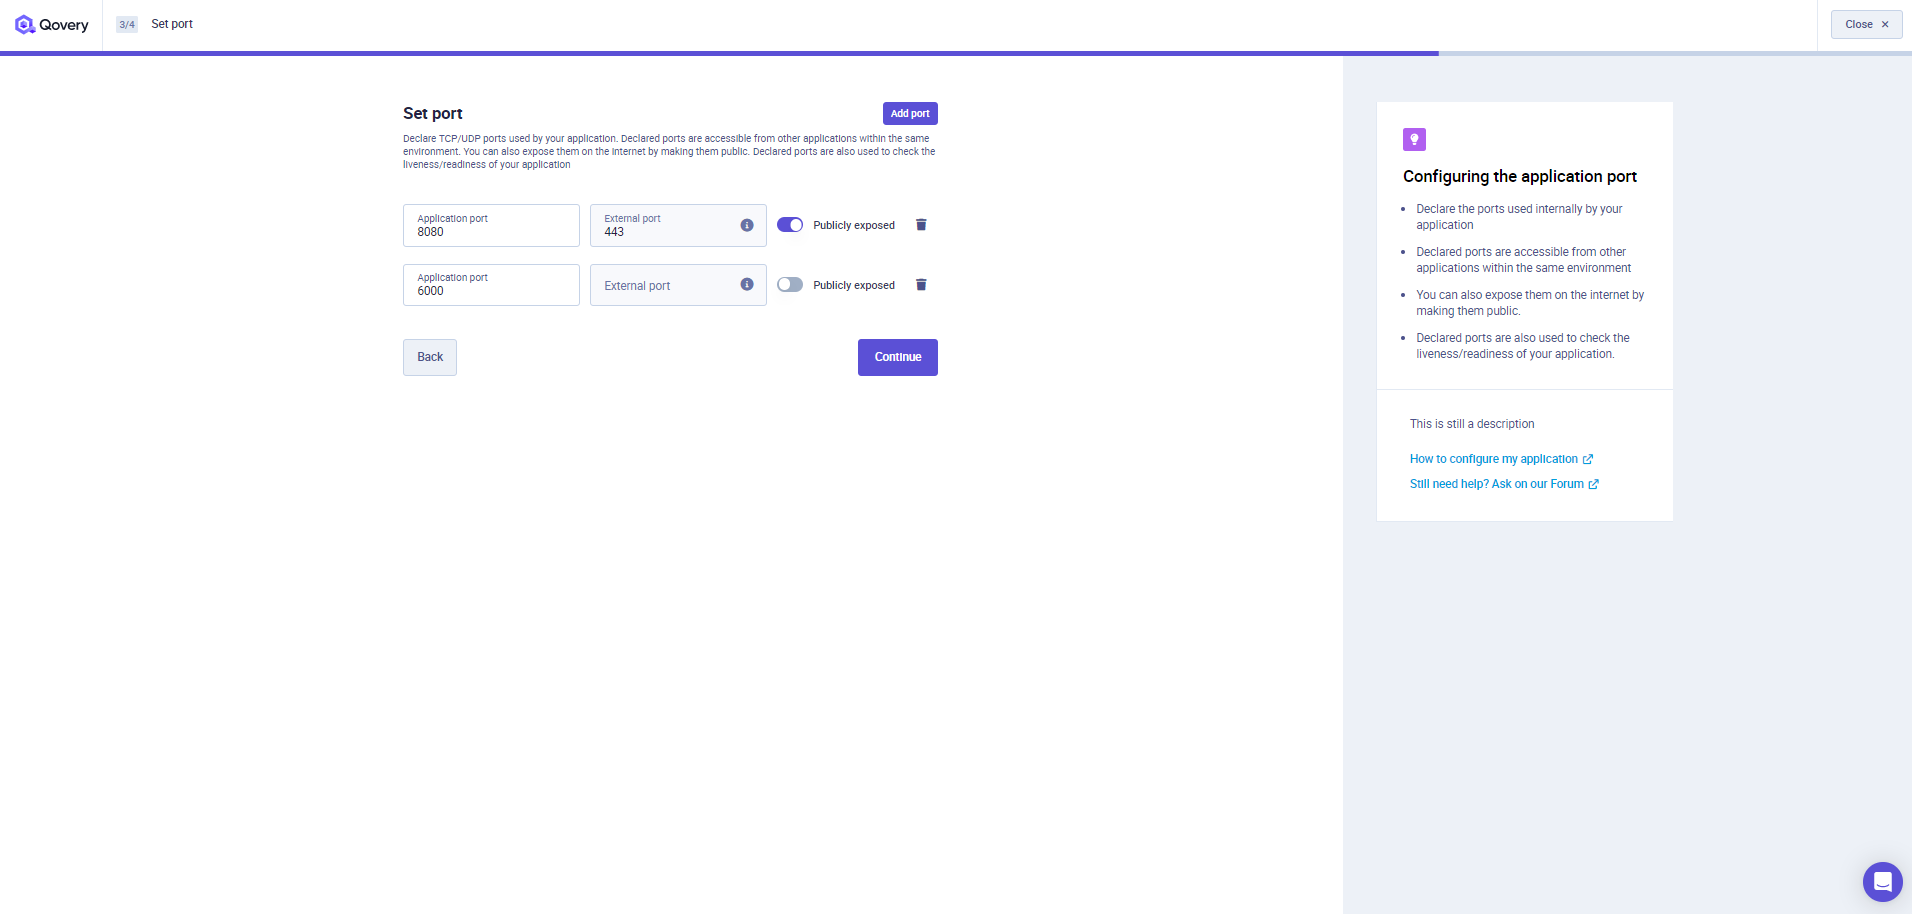 Qovery
3/4
Set port
Close
Set port
Add port
Declare TCP/UDP ports used by your application. Declared ports are accessible from other applications within the same
environment. You can also expose them on the internet by making them public. Declared ports are also used to check the
liveness/readiness of your application
Application port
8080
External port
443
Publicly exposed
Application port
6000
External port
Publicly exposed
Back
Continue
Configuring the application port
Declare the ports used internally by your
application
Declared ports are accessible from other
applications within the same environment
You can also expose them on the internet by
making them public.
Declared ports are also used to check the
liveness/readiness of your application.
This is still a description
How to configure my application
Still need help? Ask on our Forum